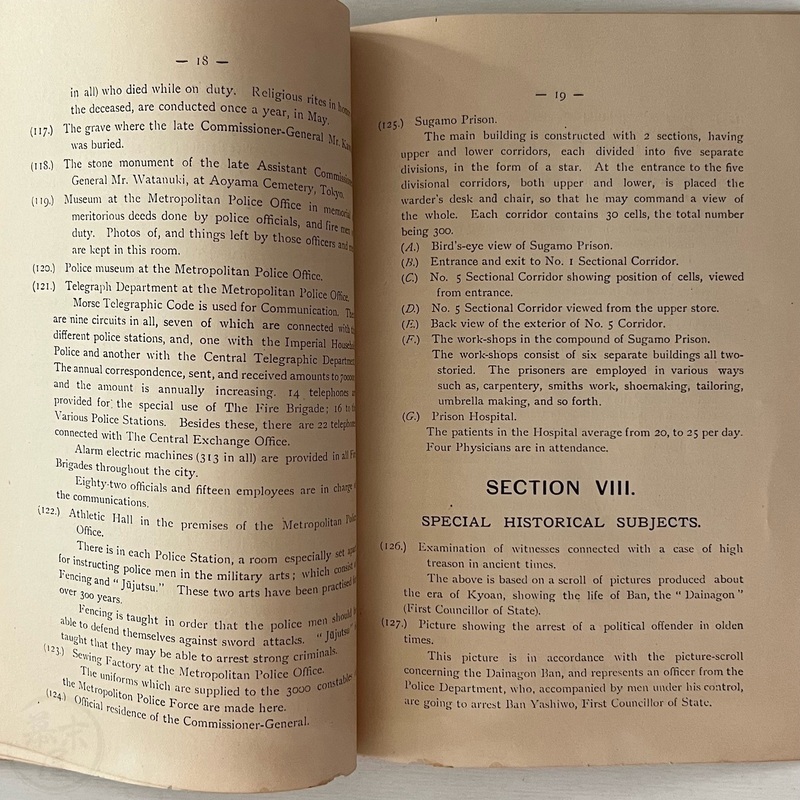 — 18 —
in all) who died while on duty. Religious rites in
the deceased, are conducted once a year, in May.
(117.) The grave where the late Commissioner-General Mr.
was buried.
(118.) The stone monument of the late Assistant
General Mr. Watanuki, at Aoyama Cemetery, Tokyo.
(119.) Museum at the Metropolitan Police Office in
meritorious deeds done by police officials, and fire
duty. Photos of, and things left by those officers and
are kept in this room.
(120.) Police museum at the Metropolitan Police Office.
(121.) Telegraph Department at the Metropolitan Police Office.
Morse Telegraphic Code is used for Communication.
are nine circuits in all, seven of which are connected with
different police stations, and, one with the Imperial
Police and another with the Central Telegraphic
The annual correspondence, sent, and received amounts to
and the amount is annually increasing. 14 telephones
provided for the special use of The Fire Brigade; 16 to
Various Police Stations. Besides these, there are 22
connected with The Central Exchange Office.
Alarm electric machines (313 in all) are provided in all
Brigades throughout the city.
Eighty-two officials and fifteen employees are in charge
the communications.
(122.) Athletic Hall in the premises of the Metropolitan
Office.
There is in each Police Station, a room especially set
for instructing police men in the military arts; which
Fencing and "Jūjutsu." These two arts have been practised
over 300 years.
Fencing is taught in order that the police men should
able to defend themselves against sword attacks. "Jūjutsu"
taught that they may be able to arrest strong criminals.
(123.) Sewing Factory at the Metropolitan Police Office.
The uniforms which are supplied to the 3000
the Metropoliton Police Force are made here.
(124.) Official residence of the Commissioner-General.
— 19 —
(125.) Sugamo Prison.
The main building is constructed with 2 sections, having
upper and lower corridors, each divided into five separate
divisions, in the form of a star. At the entrance to the five
divisional corridors, both upper and lower, is placed the
warder's desk and chair, so that he may command a view of
the whole. Each corridor contains 30 cells, the total number
being 300.
(A.) Bird's-eye view of Sugamo Prison.
(B.) Entrance and exit to No. 1 Sectional Corridor.
(C.) No. 5 Sectional Corridor showing position of cells, viewed
from entrance.
(D.) No. 5 Sectional Corridor viewed from the upper store.
(E.) Back view of the exterior of No. 5 Corridor.
(F.) The work-shops in the compound of Sugamo Prison.
The work-shops consist of six separate buildings all two-
storied. The prisoners are employed in various ways
such as, carpentery, smiths work, shoemaking, tailoring,
umbrella making, and so forth.
(G.) Prison Hospital.
The patients in the Hospital average from 20, to 25 per day.
Four Physicians are in attendance.
SECTION VIII.
SPECIAL HISTORICAL SUBJECTS.
(126.) Examination of witnesses connected with a case of high
treason in ancient times.
The above is based on a scroll of pictures produced about
the era of Kyoan, showing the life of Ban, the "Dainagon"
(First Councillor of State).
(127.) Picture showing the arrest of a political offender in olden
times.
This picture is in accordance with the picture-scroll
concerning the Dainagon Ban, and represents an officer from the
Police Department, who, accompanied by men under his control,
are going to arrest Ban Yashiwo, First Councillor of State.